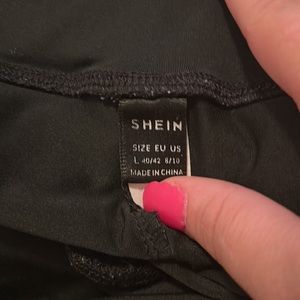 SHEIN
SIZE EU US
L 40/42 8/10
MADE IN CHINA